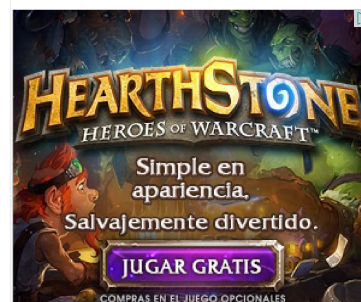 HEARTHSTONE
HEROES OF WARCRAFT™
Simple en
apariencia,
Salvajemente divertido.
JUGAR GRATIS
COMPRAS EN EL JUEGO OPCIONALES